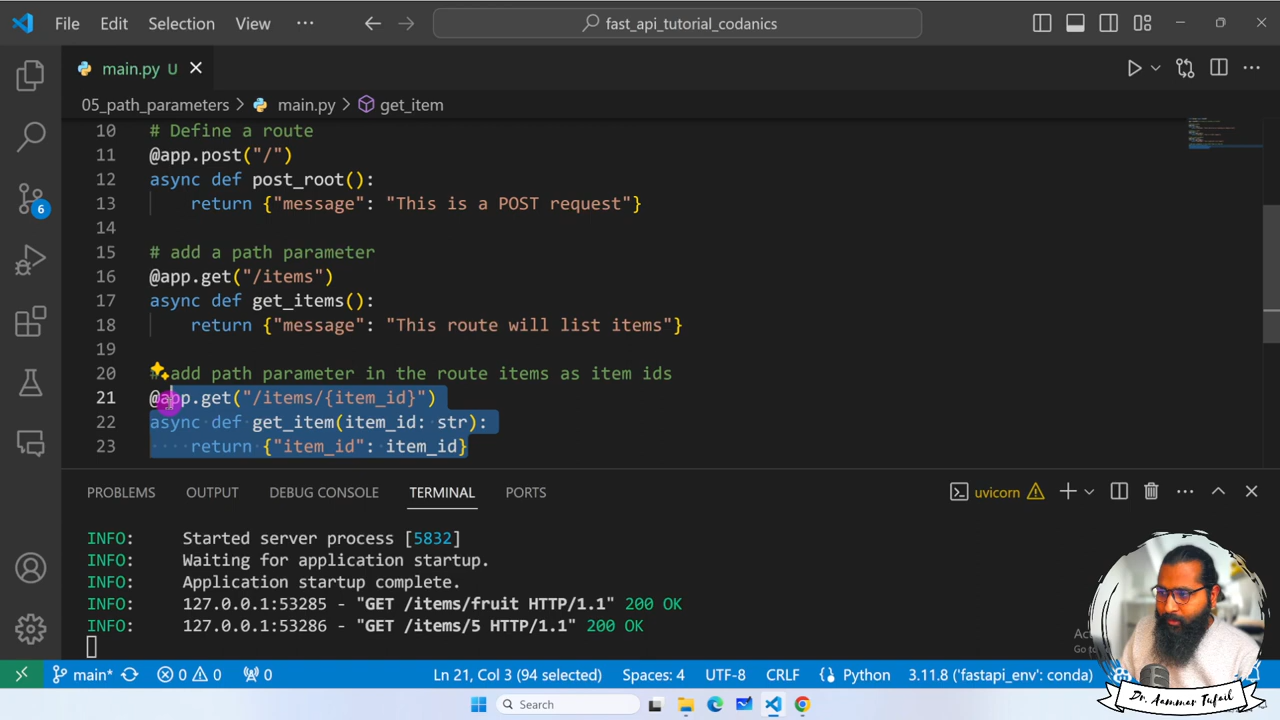 File Edit Selection View ··· fast_api_tutorial_codanics
main.py U
05_path_parameters > main.py > get_item
10 # Define a route
11 @app.post("/")
12 async def post_root():
13 return {"message": "This is a POST request"}
14
15 # add a path parameter
16 @app.get("/items")
17 async def get_items():
18 return {"message": "This route will list items"}
19
20 # add path parameter in the route items as item ids
21 @app.get("/items/{item_id}")
22 async def get_item(item_id: str):
23 return {"item_id": item_id}
6
PROBLEMS OUTPUT DEBUG CONSOLE TERMINAL PORTS uvicorn
INFO: Started server process [5832]
INFO: Waiting for application startup.
INFO: Application startup complete.
INFO: 127.0.0.1:53285 - "GET /items/fruit HTTP/1.1" 200 OK
INFO: 127.0.0.1:53286 - "GET /items/5 HTTP/1.1" 200 OK
Go to
main* 0 0 0 Ln 21, Col 3 (94 selected) Spaces: 4 UTF-8 CRLF Python 3.11.8 ('fastapi_env': conda)
Dr. Aammar Tufail
Search